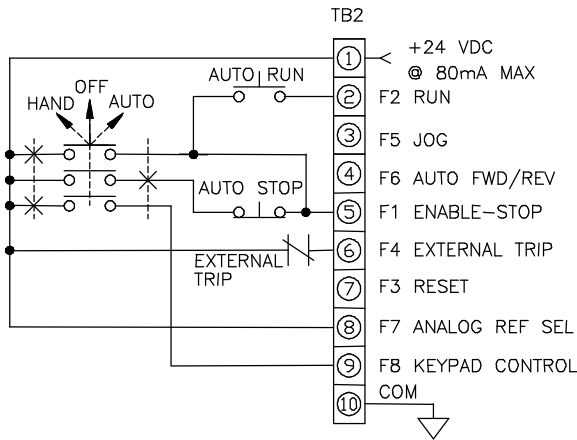 TB2
① +24 VDC
@ 80mA MAX
AUTO RUN
② F2 RUN
OFF
HAND
AUTO
③ F5 JOG
④ F6 AUTO FWD/REV
AUTO STOP
⑤ F1 ENABLE-STOP
⑥ F4 EXTERNAL TRIP
EXTERNAL
TRIP
⑦ F3 RESET
⑧ F7 ANALOG REF SEL
⑨ F8 KEYPAD CONTROL
⑩ COM